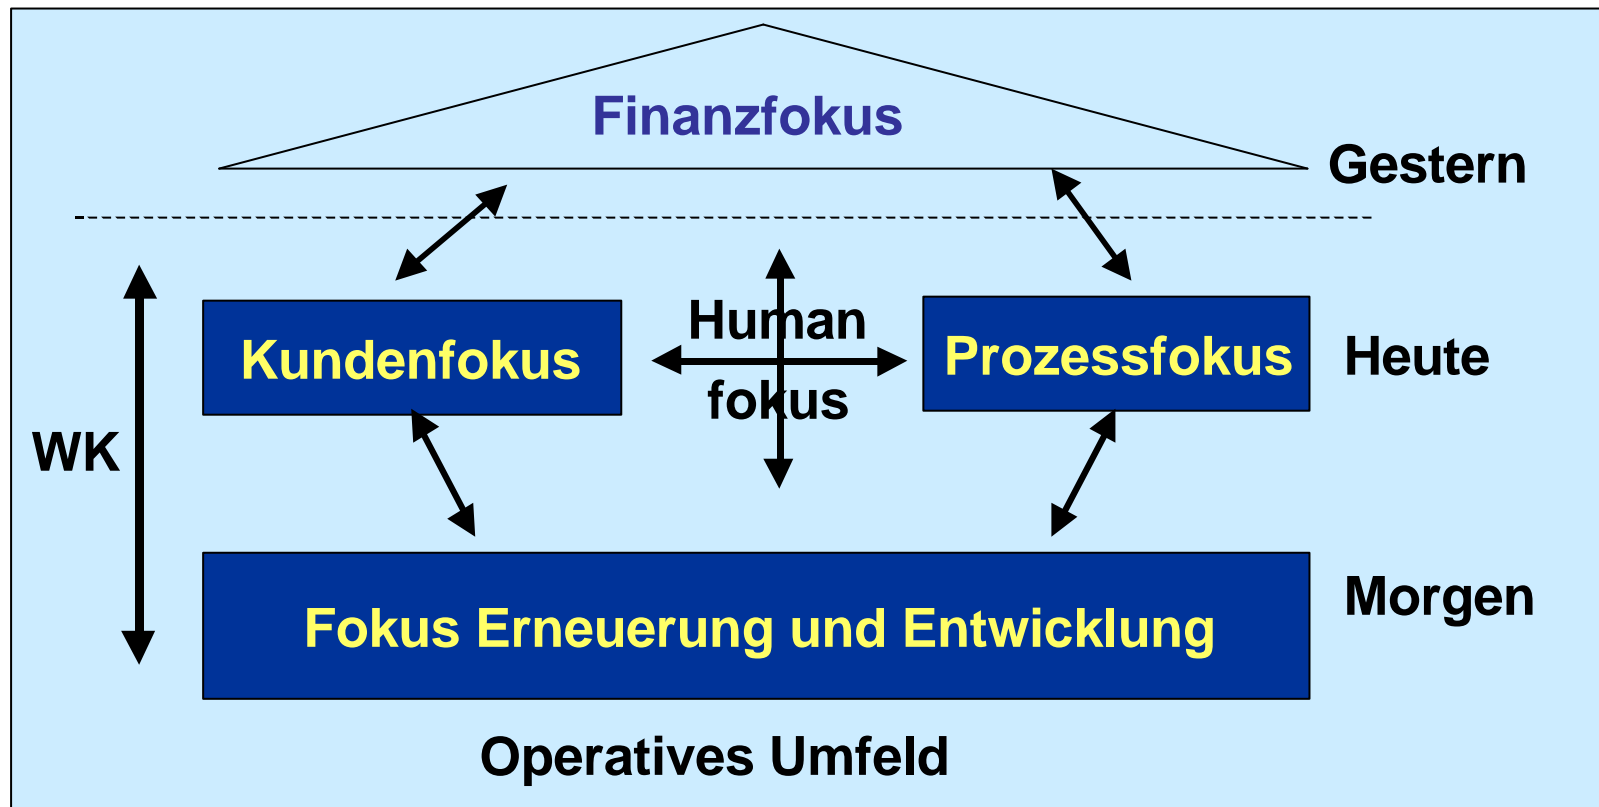 Finanzfokus
Gestern
Human
Kundenfokus
Prozessfokus
Heute
fokus
WK
Morgen
Fokus Erneuerung und Entwicklung
Operatives Umfeld